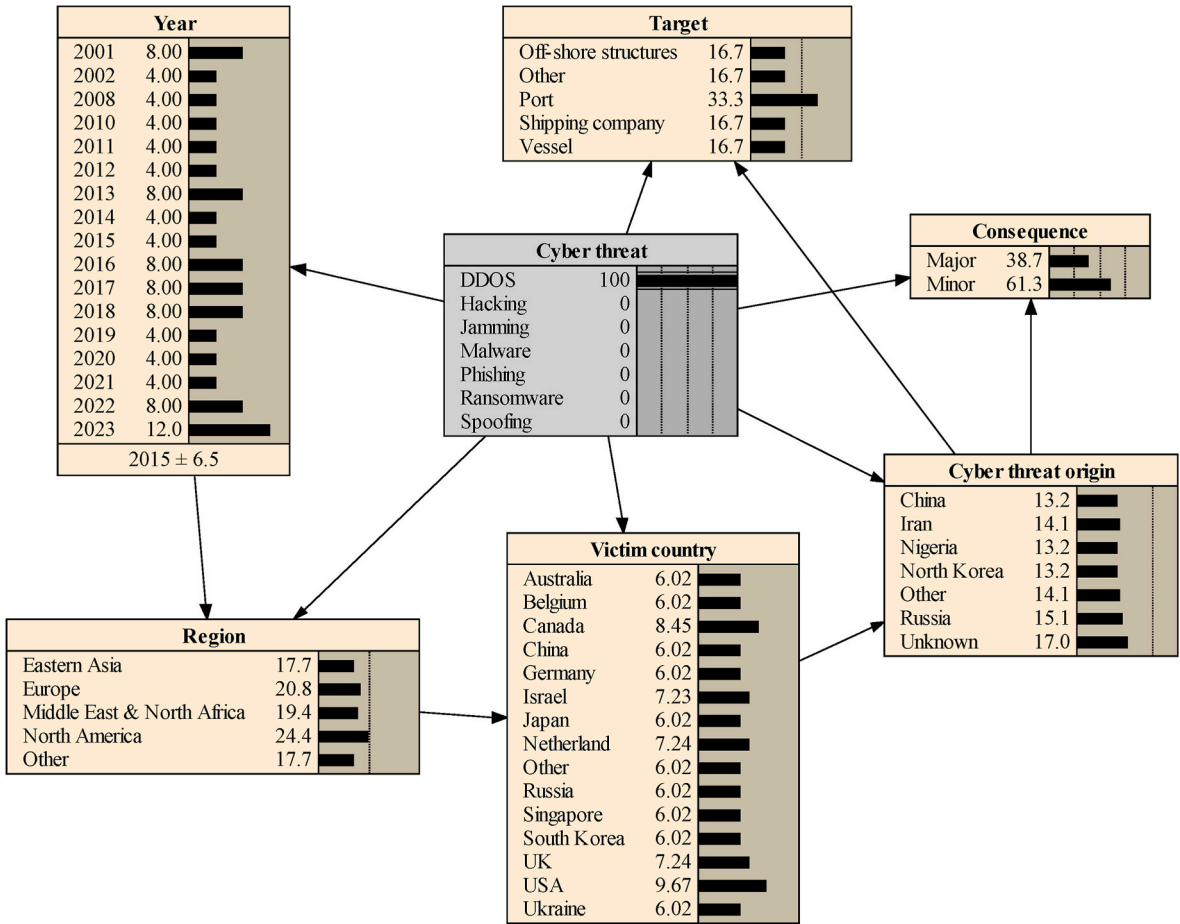 Year
2001 8.00
2002 4.00
2008 4.00
2010 4.00
2011 4.00
2012 4.00
2013 8.00
2014 4.00
2015 4.00
2016 8.00
2017 8.00
2018 8.00
2019 4.00
2020 4.00
2021 4.00
2022 8.00
2023 12.0
2015 ± 6.5
Target
Off-shore structures 16.7
Other 16.7
Port 33.3
Shipping company 16.7
Vessel 16.7
Cyber threat
DDOS 100
Hacking 0
Jamming 0
Malware 0
Phishing 0
Ransomware 0
Spoofing 0
Consequence
Major 38.7
Minor 61.3
Cyber threat origin
China 13.2
Iran 14.1
Nigeria 13.2
North Korea 13.2
Other 14.1
Russia 15.1
Unknown 17.0
Region
Eastern Asia 17.7
Europe 20.8
Middle East & North Africa 19.4
North America 24.4
Other 17.7
Victim country
Australia 6.02
Belgium 6.02
Canada 8.45
China 6.02
Germany 6.02
Israel 7.23
Japan 6.02
Netherland 7.24
Other 6.02
Russia 6.02
Singapore 6.02
South Korea 6.02
UK 7.24
USA 9.67
Ukraine 6.02